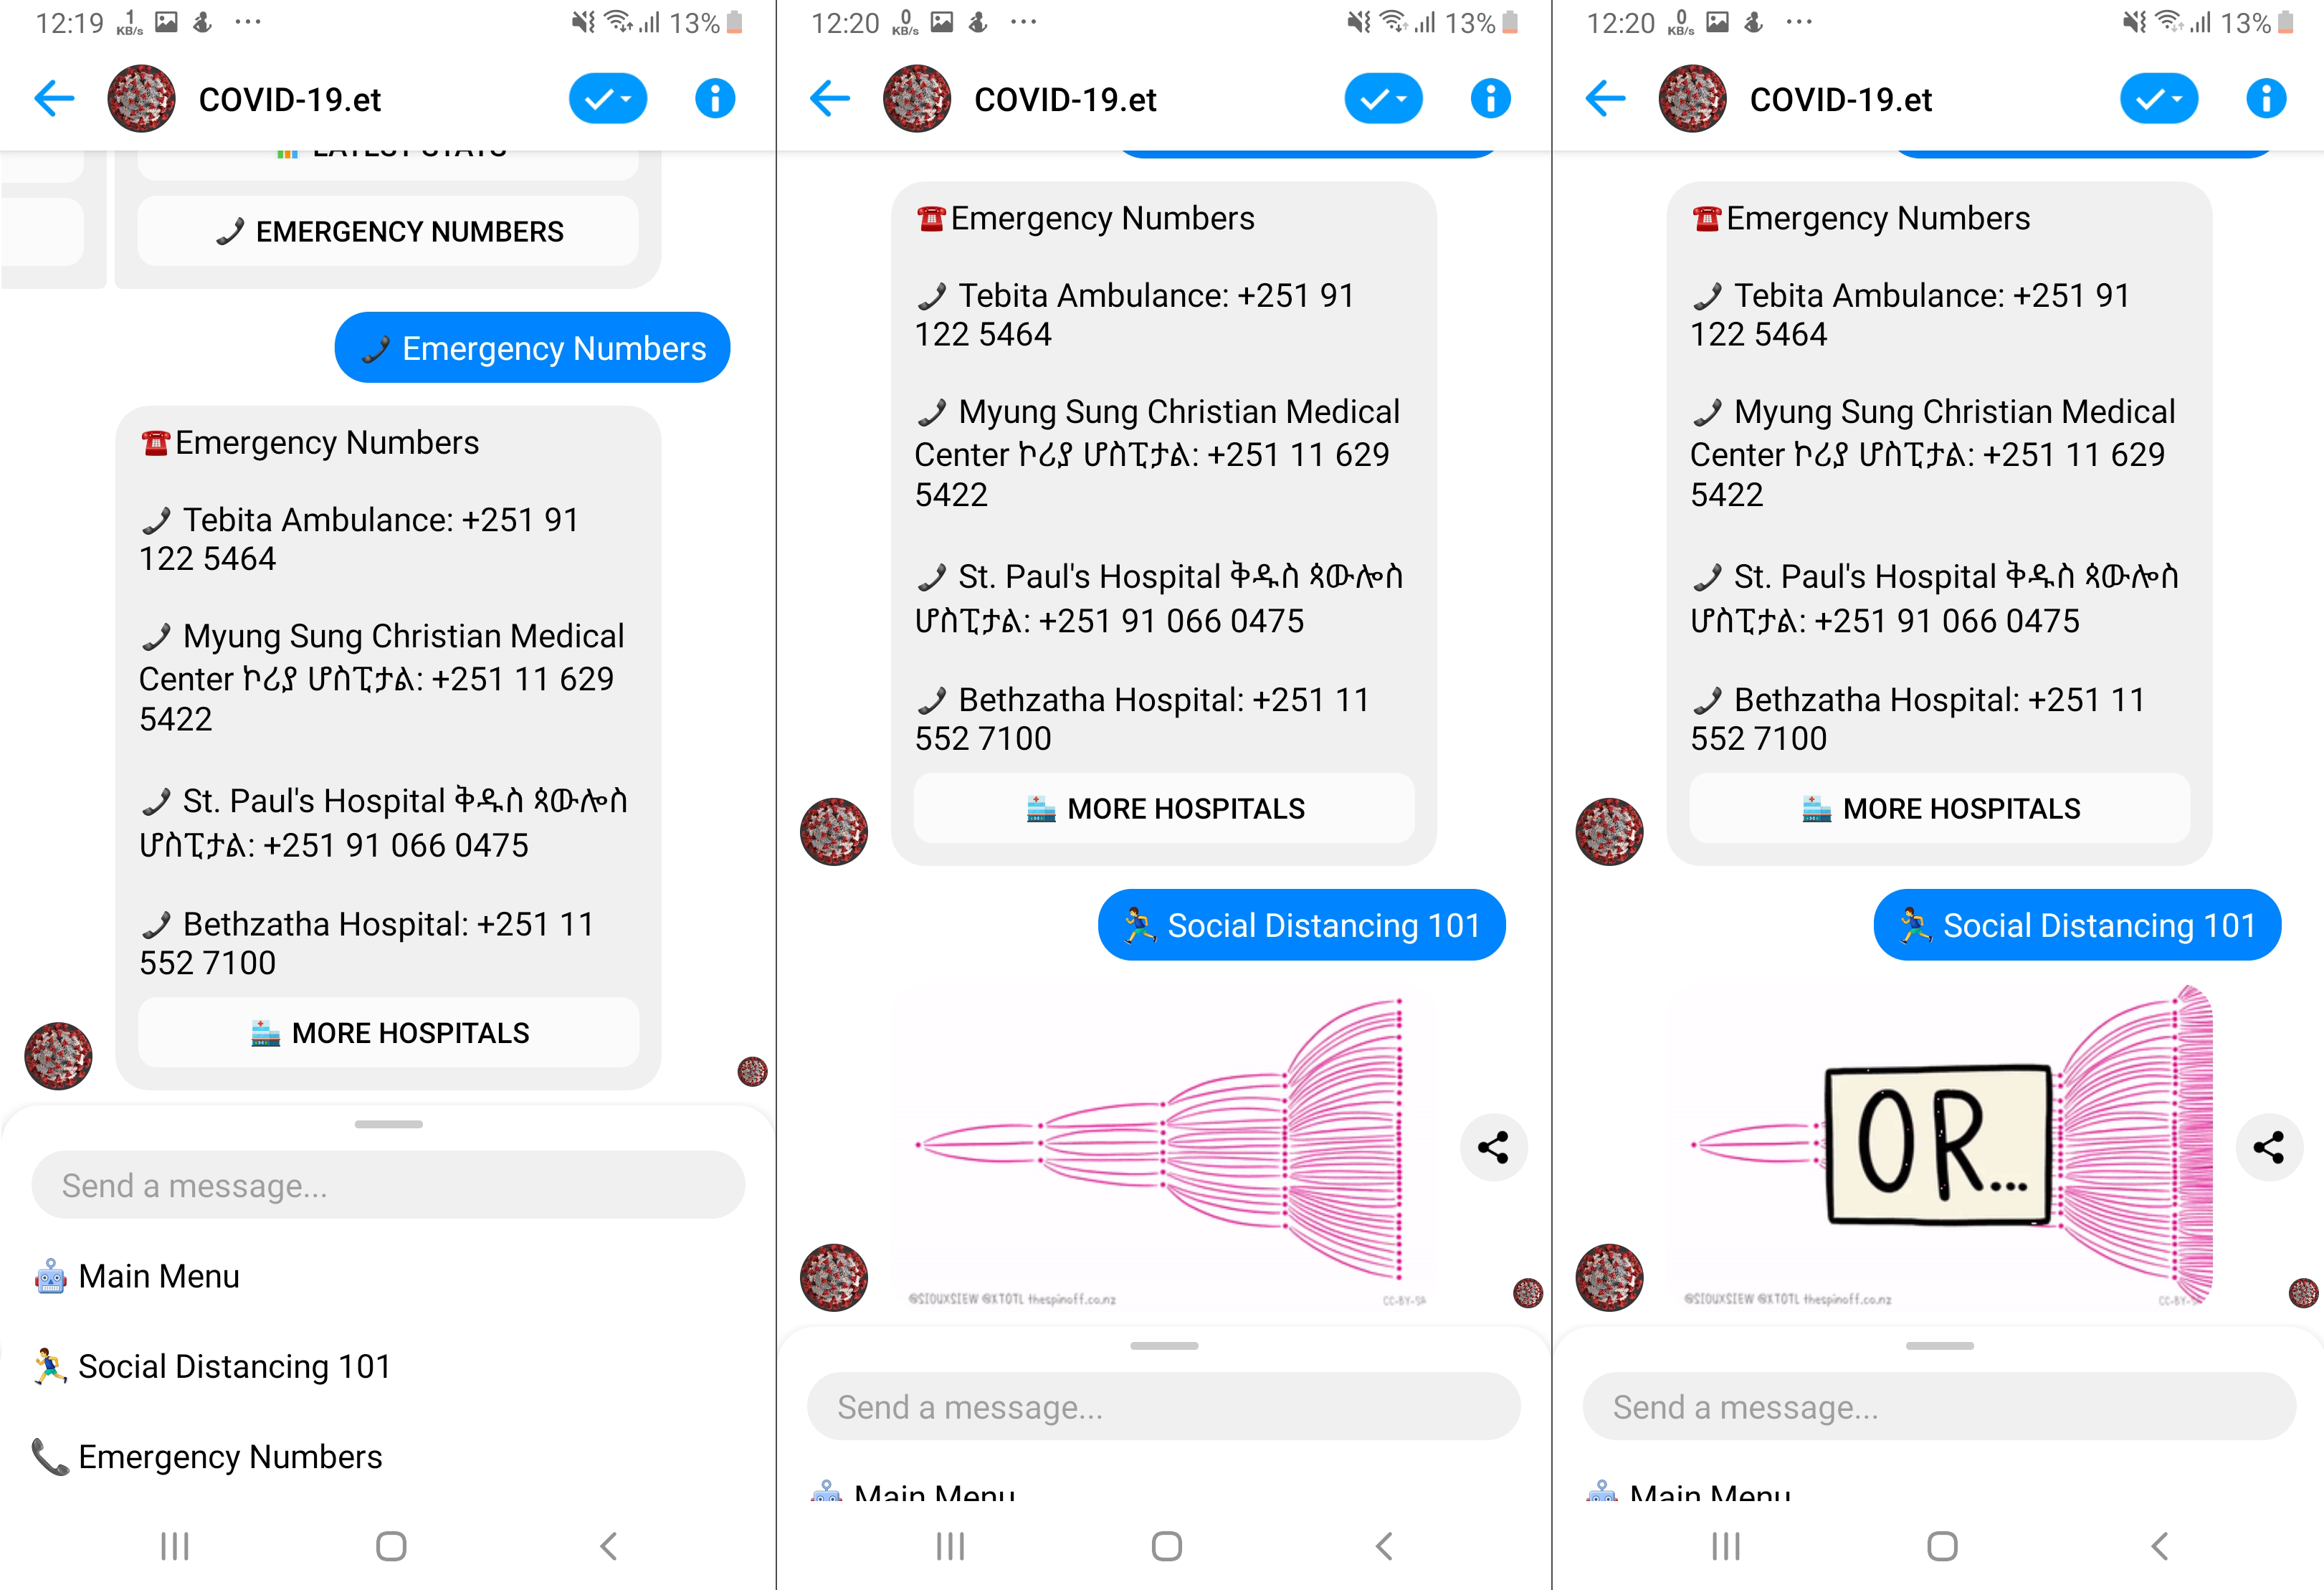 12:19 1 KB/s ... 13%
COVID-19.et
LATEST STATS
📞 EMERGENCY NUMBERS
📞 Emergency Numbers
☎️Emergency Numbers
📞 Tebita Ambulance: +251 91
122 5464
📞 Myung Sung Christian Medical
Center ኮሪያ ሆስፒታል: +251 11 629
5422
📞 St. Paul's Hospital ቅዱስ ጳውሎስ
ሆስፒታል: +251 91 066 0475
📞 Bethzatha Hospital: +251 11
552 7100
🏥 MORE HOSPITALS
Send a message...
🤖 Main Menu
🏃 Social Distancing 101
📞 Emergency Numbers
12:20 0 KB/s ... 13%
COVID-19.et
☎️Emergency Numbers
📞 Tebita Ambulance: +251 91
122 5464
📞 Myung Sung Christian Medical
Center ኮሪያ ሆስፒታል: +251 11 629
5422
📞 St. Paul's Hospital ቅዱስ ጳውሎስ
ሆስፒታል: +251 91 066 0475
📞 Bethzatha Hospital: +251 11
552 7100
🏥 MORE HOSPITALS
🏃 Social Distancing 101
@SIOUXSIEW @XTOTL thespinoff.co.nz CC-BY-SA
Send a message...
🤖 Main Menu
12:20 0 KB/s ... 13%
COVID-19.et
☎️Emergency Numbers
📞 Tebita Ambulance: +251 91
122 5464
📞 Myung Sung Christian Medical
Center ኮሪያ ሆስፒታል: +251 11 629
5422
📞 St. Paul's Hospital ቅዱስ ጳውሎስ
ሆስፒታል: +251 91 066 0475
📞 Bethzatha Hospital: +251 11
552 7100
🏥 MORE HOSPITALS
🏃 Social Distancing 101
OR...
@SIOUXSIEW @XTOTL thespinoff.co.nz CC-BY-
Send a message...
🤖 Main Menu